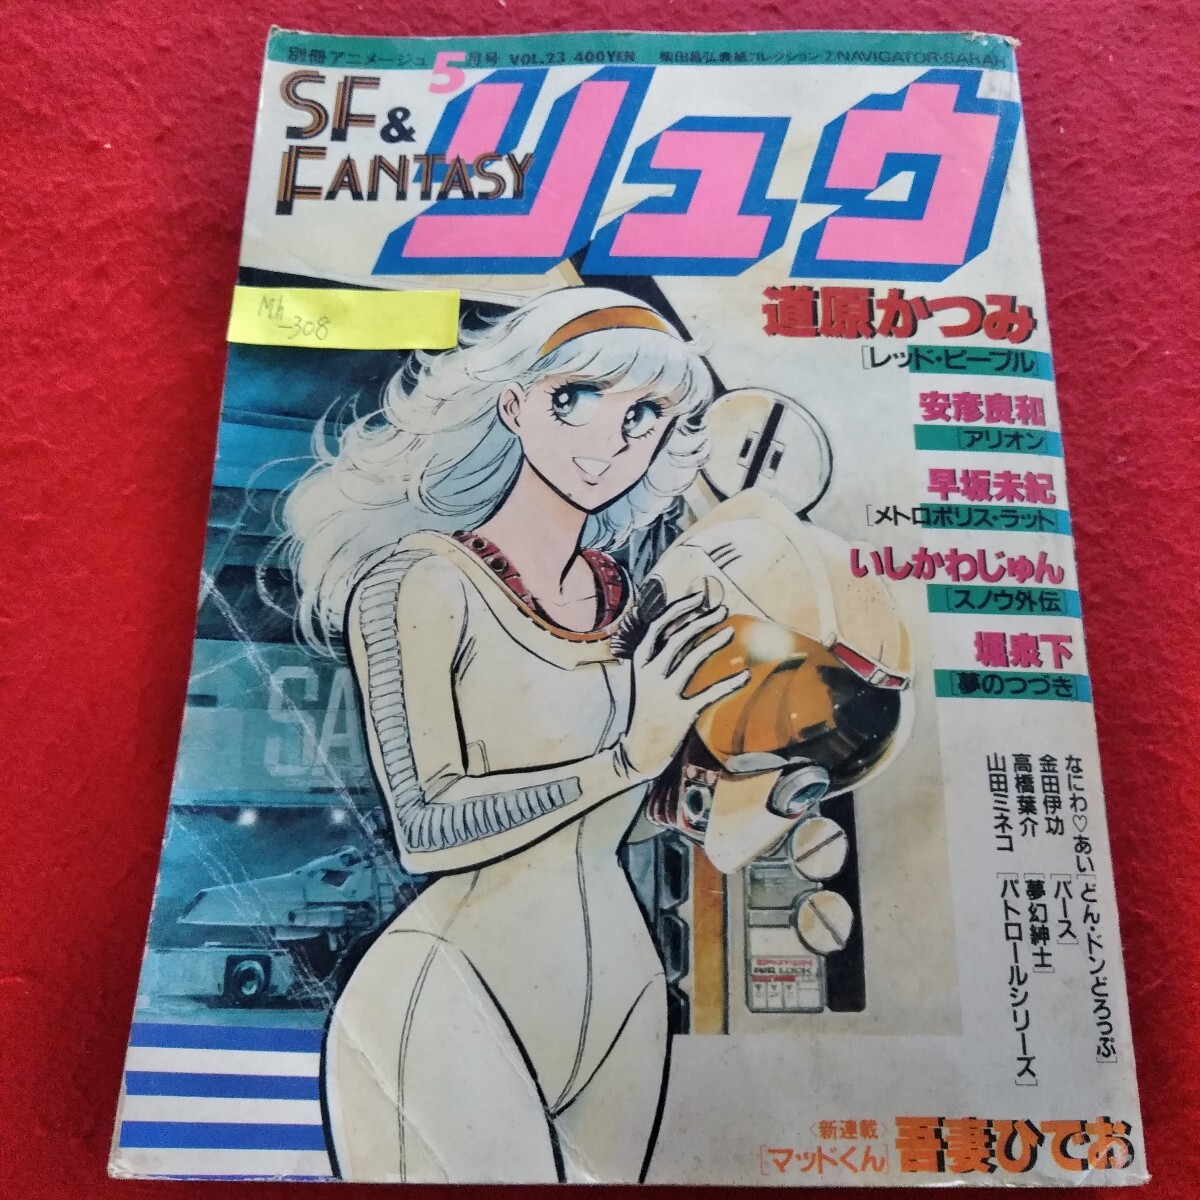 別冊アニメージュ5月号 VOL.23 400YEN 柴田昌弘表紙コレクション2.NAVIGATOR・SARAH
SF&
FANTASY
リュウ
Mh
-308
道原かつみ
[レッド・ピープル]
安彦良和
[アリオン]
早坂未紀
[メトロポリス・ラット]
いしかわじゅん
[スノウ外伝]
堀泉下
[夢のつづき]
なにわ♡あい[どん・ドンどろっぷ]
金田伊功[バース]
高橋葉介[夢幻紳士]
山田ミネコ[パトロールシリーズ]
SA
AIR LOCK
〈新連載〉
[マッドくん]吾妻ひでお